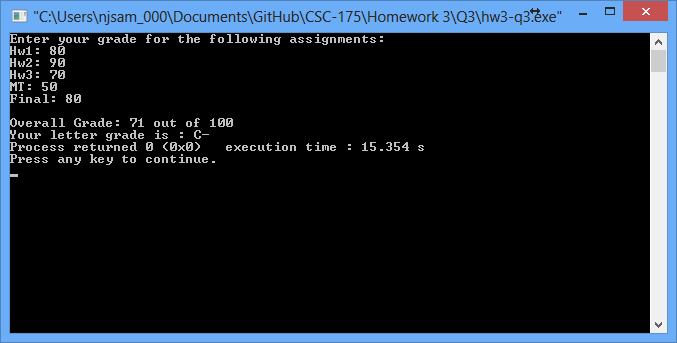 "C:\Users\njsam_000\Documents\GitHub\CSC-175\Homework 3\Q3\hw3-q3.exe"
Enter your grade for the following assignments:
Hw1: 80
Hw2: 90
Hw3: 70
MT: 50
Final: 80
Overall Grade: 71 out of 100
Your letter grade is : C-
Process returned 0 (0x0)   execution time : 15.354 s
Press any key to continue.